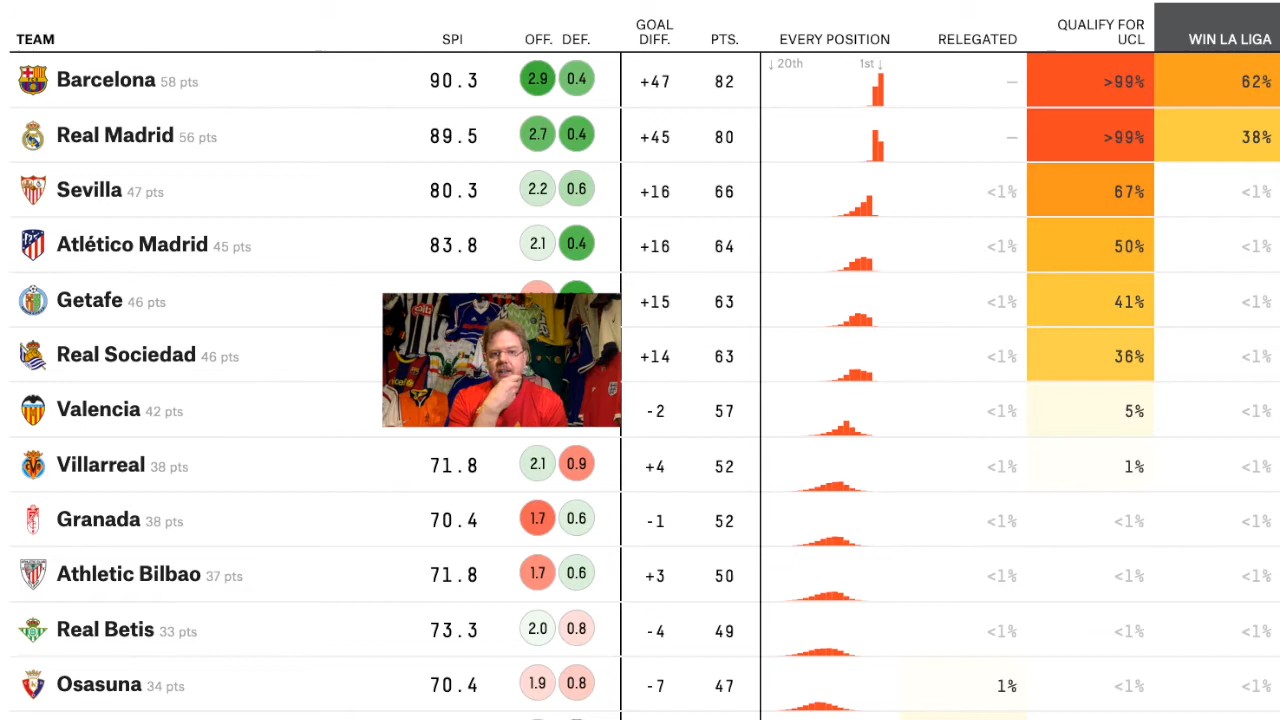 TEAM SPI OFF. DEF. GOAL DIFF. PTS. EVERY POSITION RELEGATED QUALIFY FOR UCL WIN LA LIGA
↓ 20th 1st ↓
Barcelona 58 pts 90.3 2.9 0.4 +47 82 — >99% 62%
Real Madrid 56 pts 89.5 2.7 0.4 +45 80 — >99% 38%
Sevilla 47 pts 80.3 2.2 0.6 +16 66 <1% 67% <1%
Atlético Madrid 45 pts 83.8 2.1 0.4 +16 64 <1% 50% <1%
Getafe 46 pts +15 63 <1% 41% <1%
Real Sociedad 46 pts +14 63 <1% 36% <1%
Valencia 42 pts -2 57 <1% 5% <1%
Villarreal 38 pts 71.8 2.1 0.9 +4 52 <1% 1% <1%
Granada 38 pts 70.4 1.7 0.6 -1 52 <1% <1% <1%
Athletic Bilbao 37 pts 71.8 1.7 0.6 +3 50 <1% <1% <1%
Real Betis 33 pts 73.3 2.0 0.8 -4 49 <1% <1% <1%
Osasuna 34 pts 70.4 1.9 0.8 -7 47 1% <1% <1%